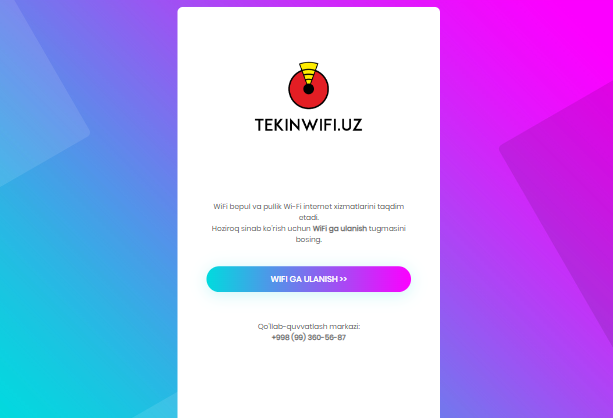 TEKINWIFI.UZ
WiFi bepul va pullik Wi-Fi internet xizmatlarini taqdim
etadi.
Hoziroq sinab ko'rish uchun WiFi ga ulanish tugmasini
bosing.
WIFI GA ULANISH >>
Qo'llab-quvvatlash markazi:
+998 (99) 360-56-87